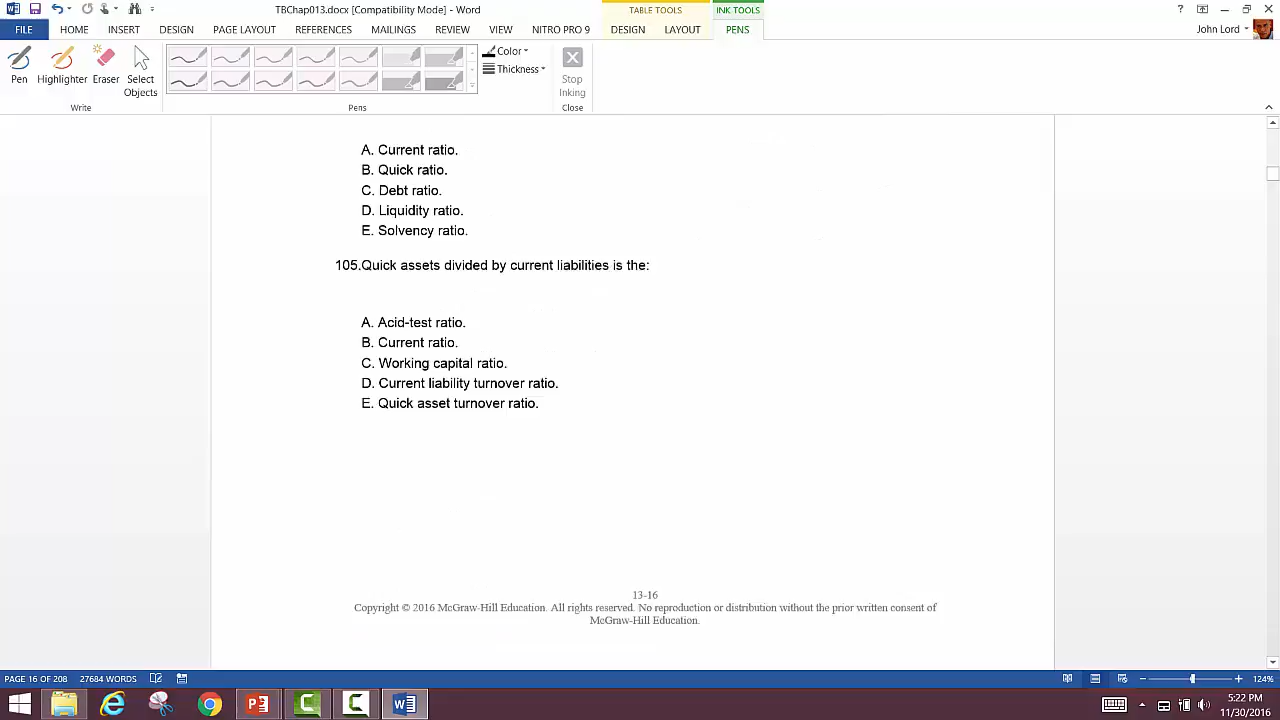 TBChap013.docx [Compatibility Mode] - Word
TABLE TOOLS
INK TOOLS
FILE
HOME
INSERT
DESIGN
PAGE LAYOUT
REFERENCES
MAILINGS
REVIEW
VIEW
NITRO PRO 9
DESIGN
LAYOUT
PENS
John Lord
Pen
Highlighter
Eraser
Select
Objects
Write
Pens
Color
Thickness
Stop
Inking
Close
A. Current ratio.
B. Quick ratio.
C. Debt ratio.
D. Liquidity ratio.
E. Solvency ratio.
105.Quick assets divided by current liabilities is the:
A. Acid-test ratio.
B. Current ratio.
C. Working capital ratio.
D. Current liability turnover ratio.
E. Quick asset turnover ratio.
13-16
Copyright © 2016 McGraw-Hill Education. All rights reserved. No reproduction or distribution without the prior written consent of
McGraw-Hill Education.
PAGE 16 OF 208
27684 WORDS
124%
5:22 PM
11/30/2016